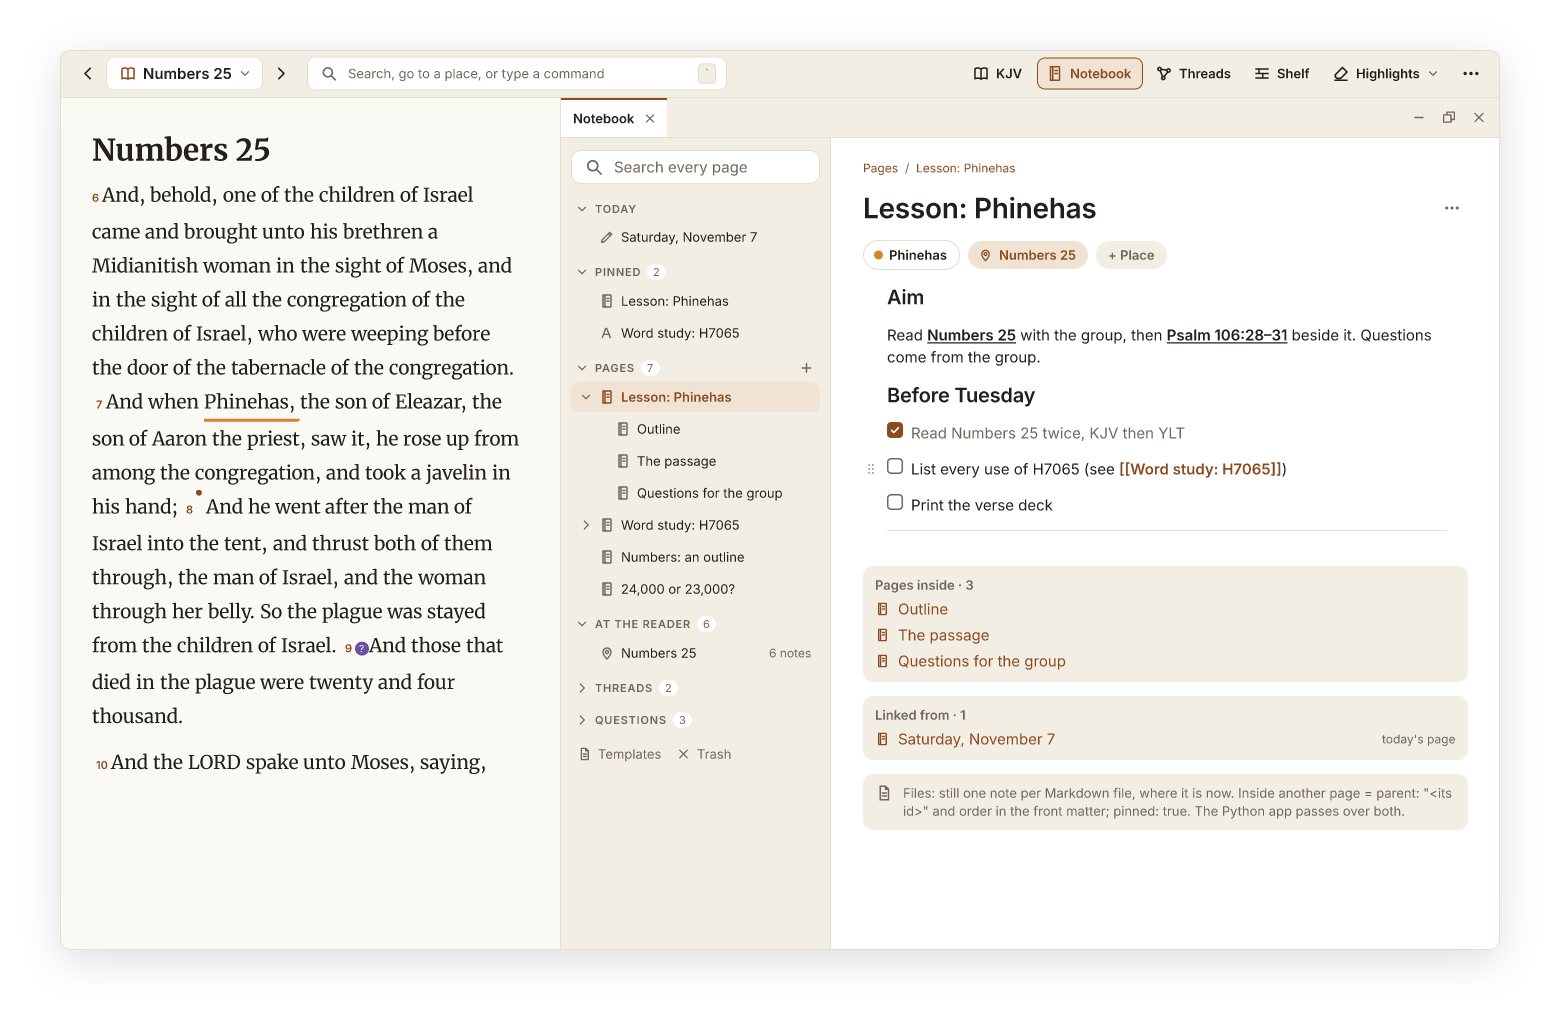 Numbers 25
Search, go to a place, or type a command
`
KJV
Notebook
Threads
Shelf
Highlights
Numbers 25
6 And, behold, one of the children of Israel
came and brought unto his brethren a
Midianitish woman in the sight of Moses, and
in the sight of all the congregation of the
children of Israel, who were weeping before
the door of the tabernacle of the congregation.
7 And when Phinehas, the son of Eleazar, the
son of Aaron the priest, saw it, he rose up from
among the congregation, and took a javelin in
his hand; 8 And he went after the man of
Israel into the tent, and thrust both of them
through, the man of Israel, and the woman
through her belly. So the plague was stayed
from the children of Israel. 9 ? And those that
died in the plague were twenty and four
thousand.
10 And the LORD spake unto Moses, saying,
Notebook
Search every page
TODAY
Saturday, November 7
PINNED 2
Lesson: Phinehas
A Word study: H7065
PAGES 7 +
Lesson: Phinehas
Outline
The passage
Questions for the group
Word study: H7065
Numbers: an outline
24,000 or 23,000?
AT THE READER 6
Numbers 25 6 notes
THREADS 2
QUESTIONS 3
Templates Trash
Pages / Lesson: Phinehas
Lesson: Phinehas
Phinehas Numbers 25 + Place
Aim
Read Numbers 25 with the group, then Psalm 106:28–31 beside it. Questions
come from the group.
Before Tuesday
Read Numbers 25 twice, KJV then YLT
List every use of H7065 (see [[Word study: H7065]])
Print the verse deck
Pages inside · 3
Outline
The passage
Questions for the group
Linked from · 1
Saturday, November 7 today's page
Files: still one note per Markdown file, where it is now. Inside another page = parent: "<its
id>" and order in the front matter; pinned: true. The Python app passes over both.